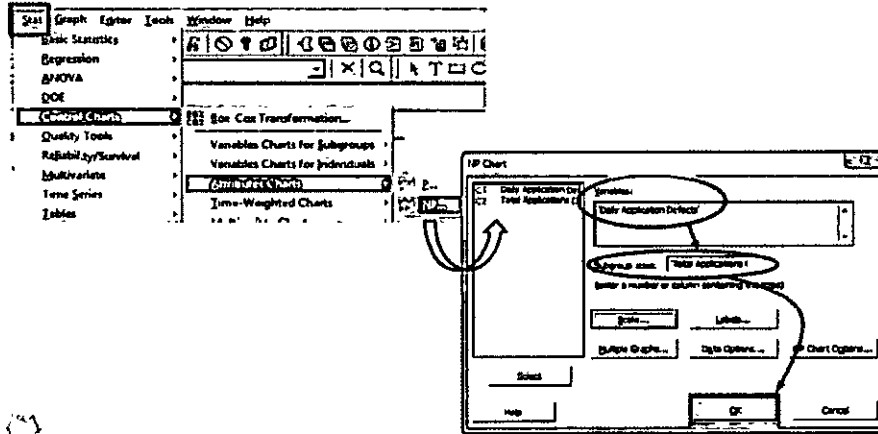 Stat Graph Editor Tools Window Help
Basic Statistics
Regression
ANOVA
DOE
Control Charts
Quality Tools
Reliability/Survival
Multivariate
Time Series
Tables
Box Cox Transformation...
Variables Charts for Subgroups
Variables Charts for Individuals
Attributes Charts
Time-Weighted Charts
P...
NP...
NP Chart
C1 Daily Application De
C2 Total Applications
Variables:
'Daily Application Defects'
Subgroup sizes: 'Total Applications
(enter a number or column containing the sizes)
Scale...
Labels...
Multiple Graphs...
Data Options...
Chart Options...
Select
Help
OK
Cancel